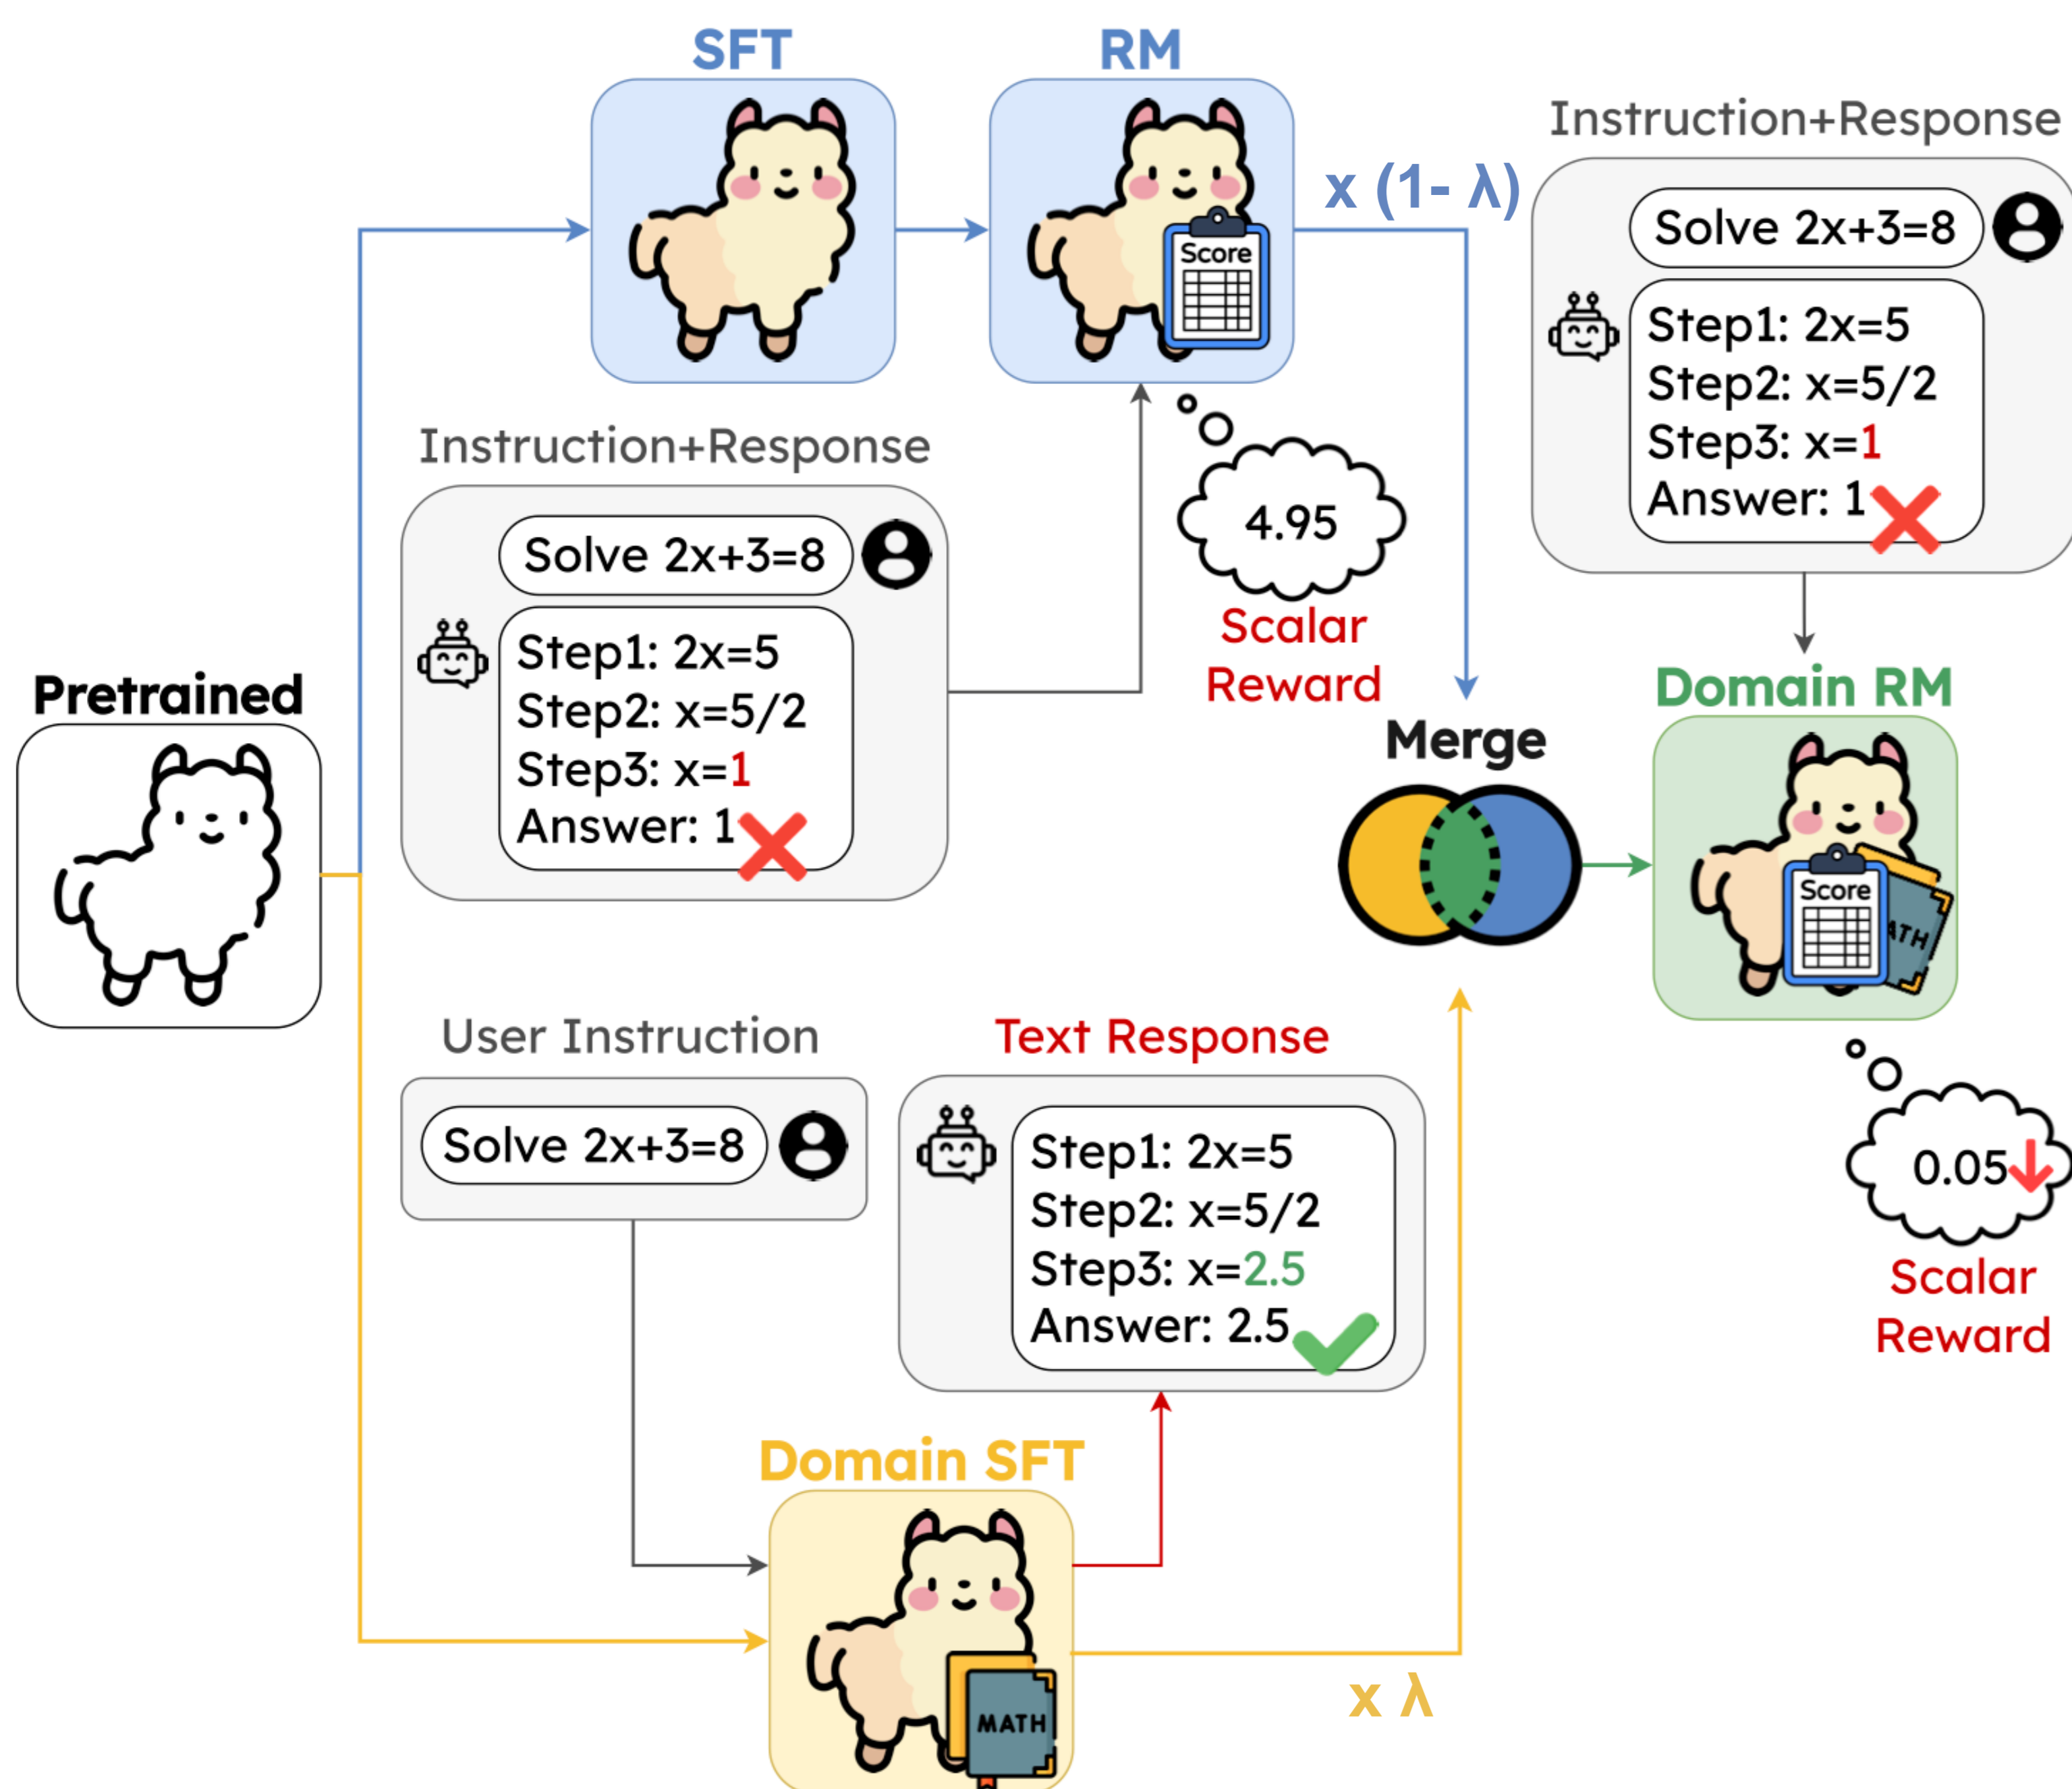 SFT
RM
x (1- λ)
Instruction+Response
Solve 2x+3=8
Step1: 2x=5
Step2: x=5/2
Step3: x=1
Answer: 1
Score
Instruction+Response
Solve 2x+3=8
Step1: 2x=5
Step2: x=5/2
Step3: x=1
Answer: 1
4.95
Scalar
Reward
Pretrained
Merge
Domain RM
Score
ATH
User Instruction
Solve 2x+3=8
Text Response
Step1: 2x=5
Step2: x=5/2
Step3: x=2.5
Answer: 2.5
0.05
Scalar
Reward
Domain SFT
MATH
x λ